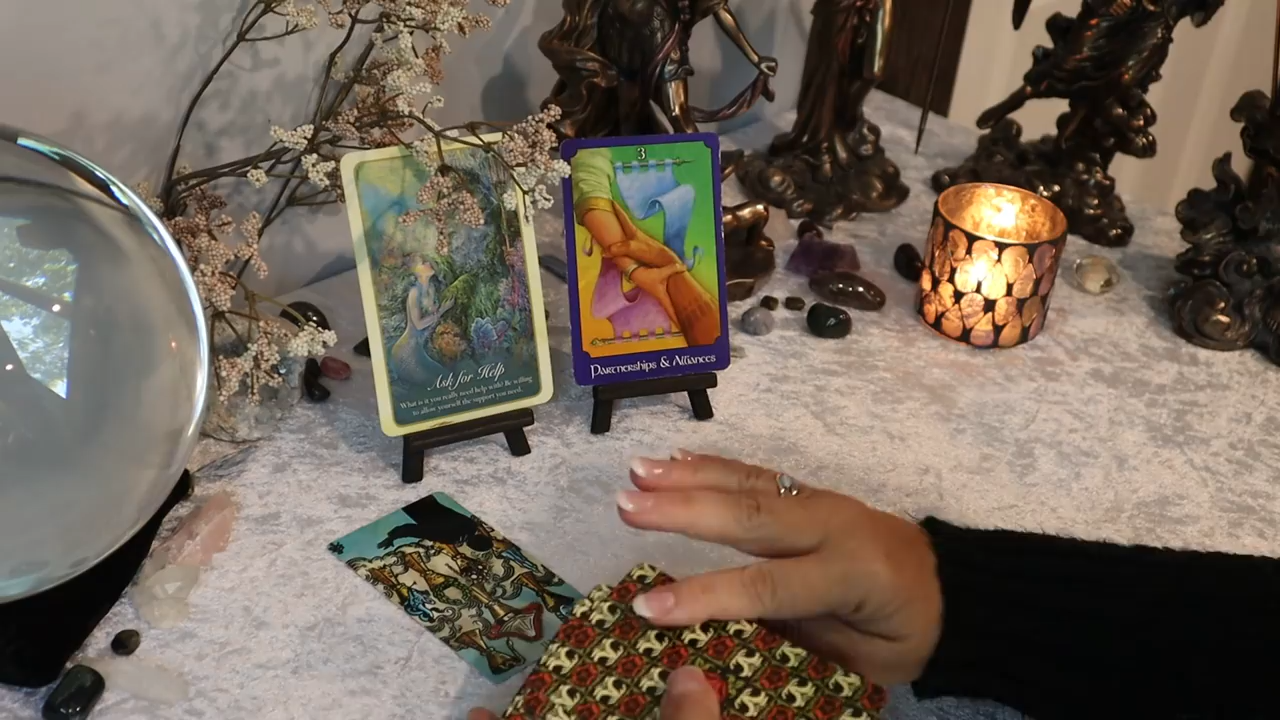 Ask for Help
What is it you really need help with? Be willing
to allow yourself the support you need.
3
Partnerships & Alliances